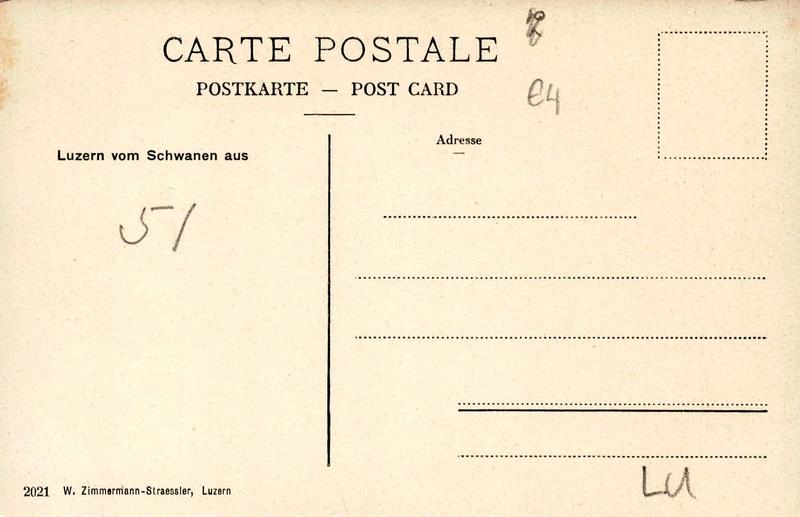 CARTE POSTALE
POSTKARTE — POST CARD
e4
Luzern vom Schwanen aus
Adresse
51
2021 W. Zimmermann-Straessler, Luzern
LU